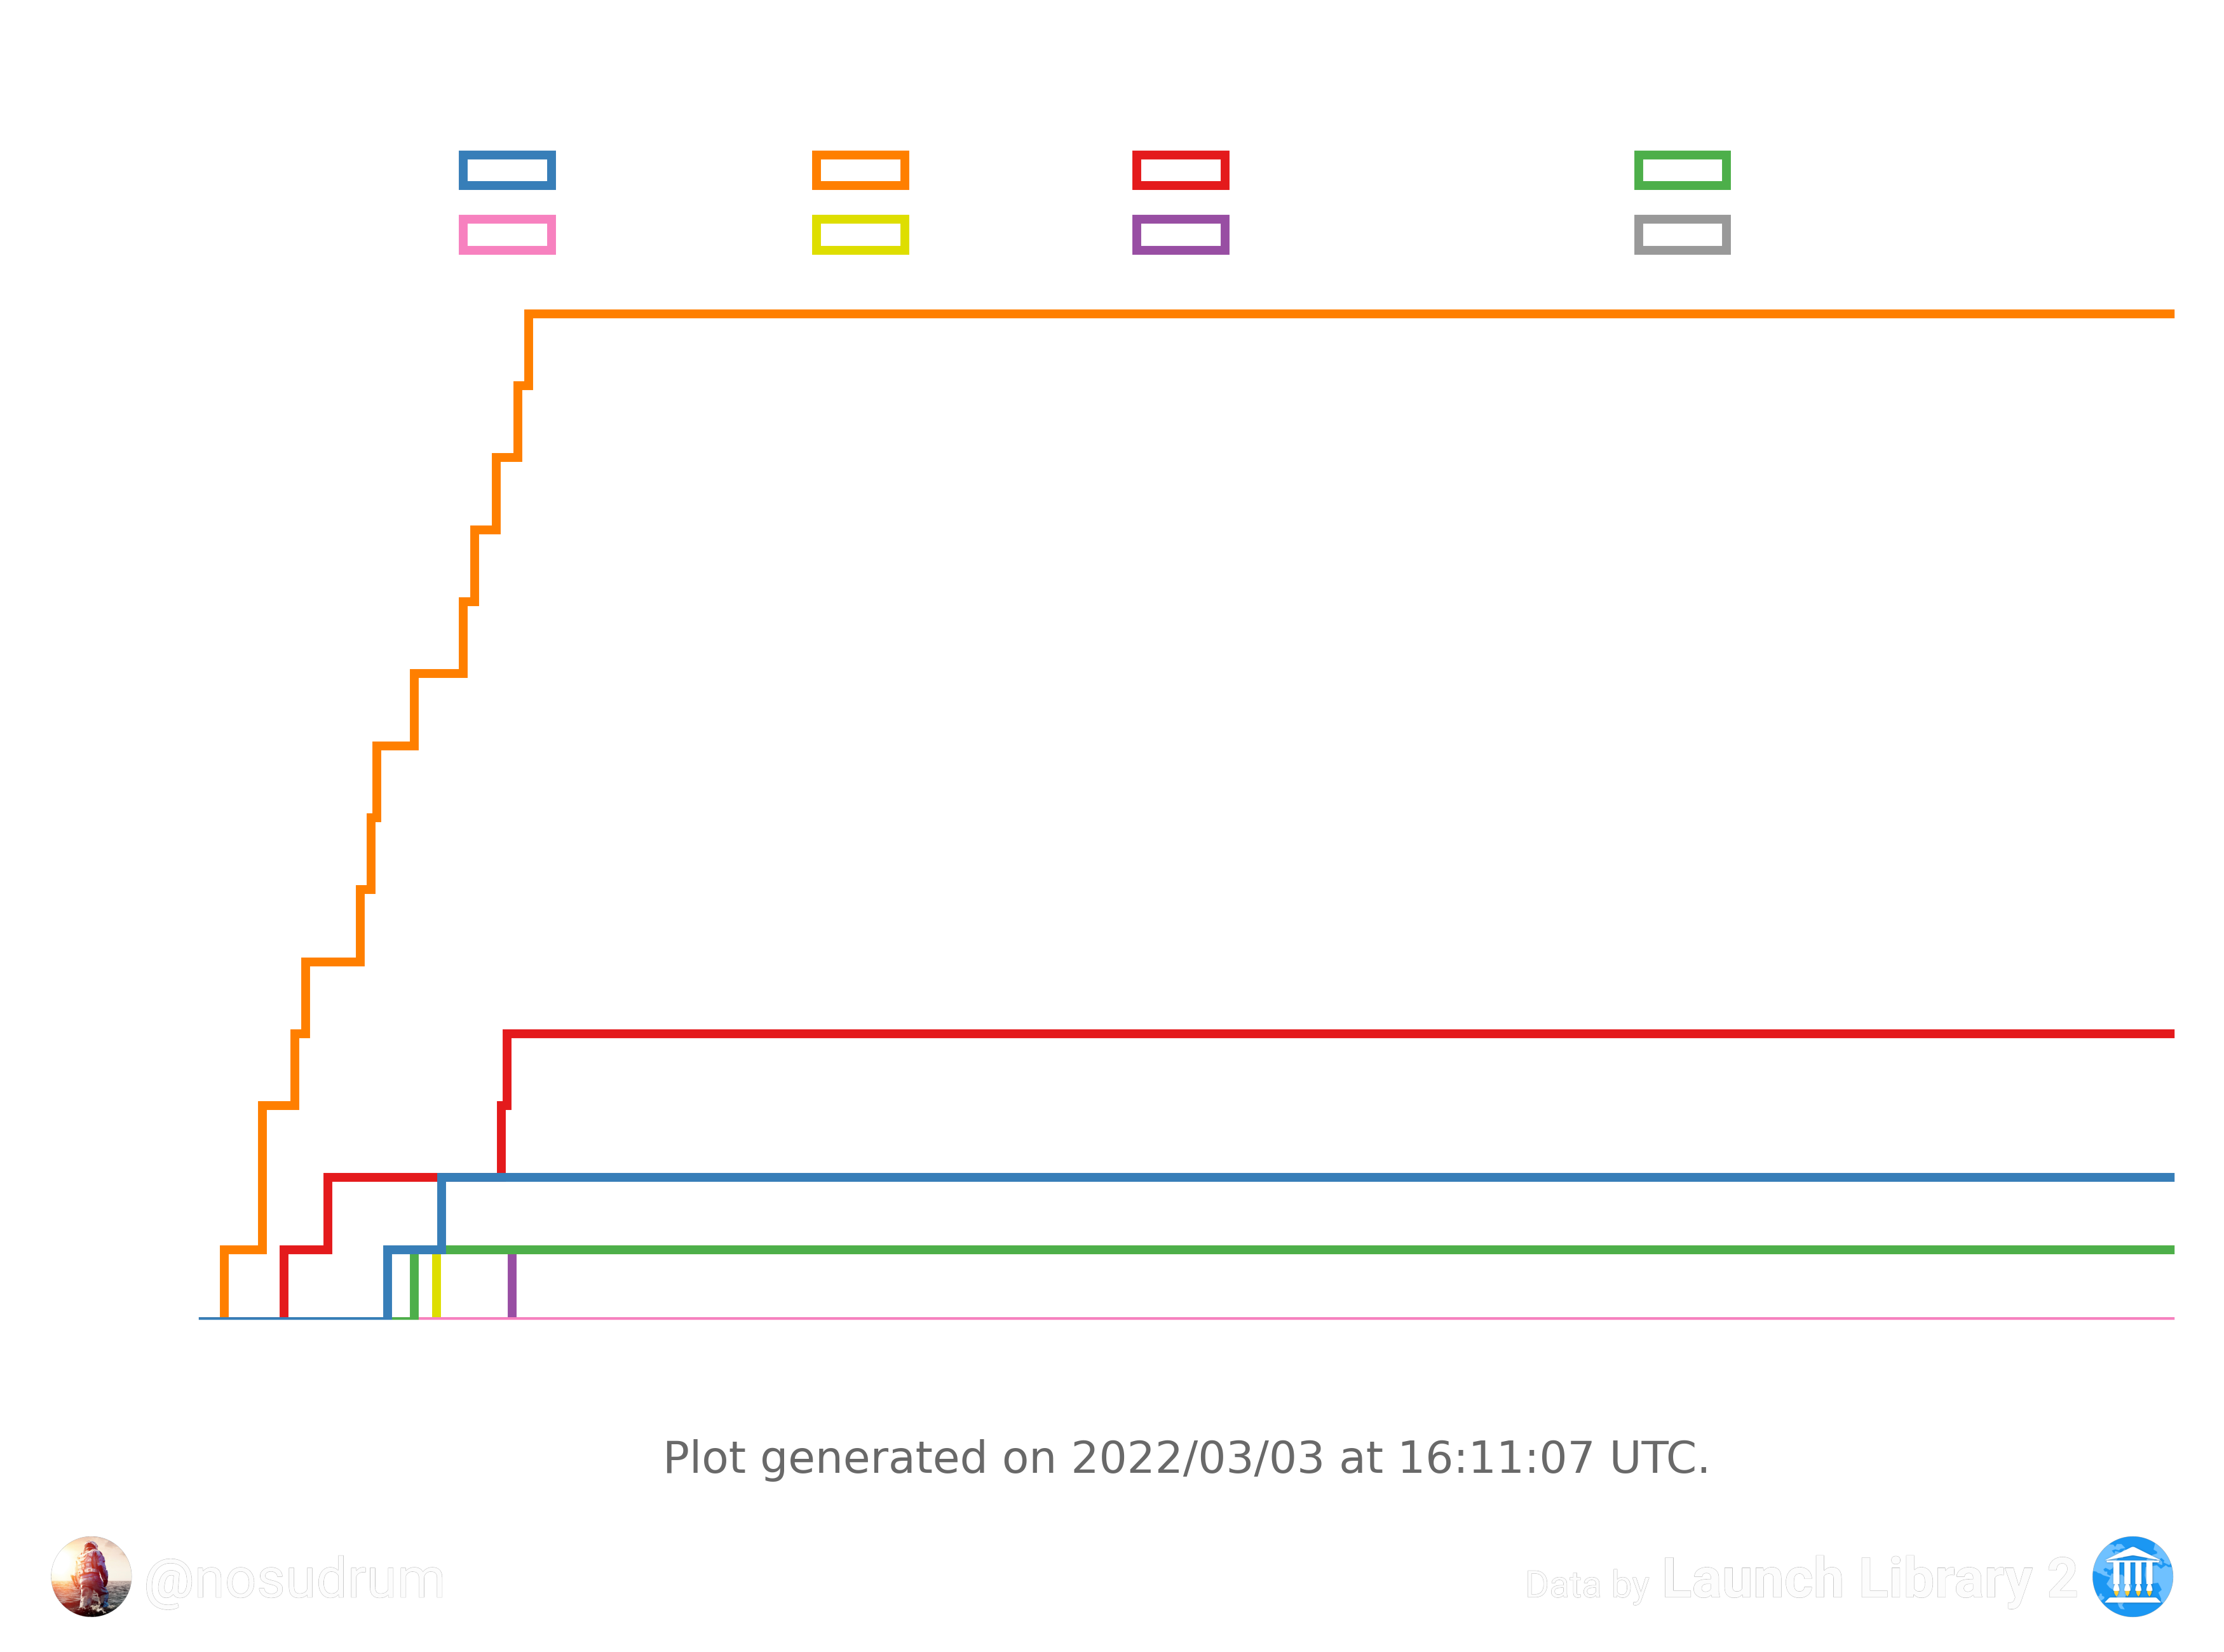 Plot generated on 2022/03/03 at 16:11:07 UTC.
@nosudrum
Data by Launch Library 2